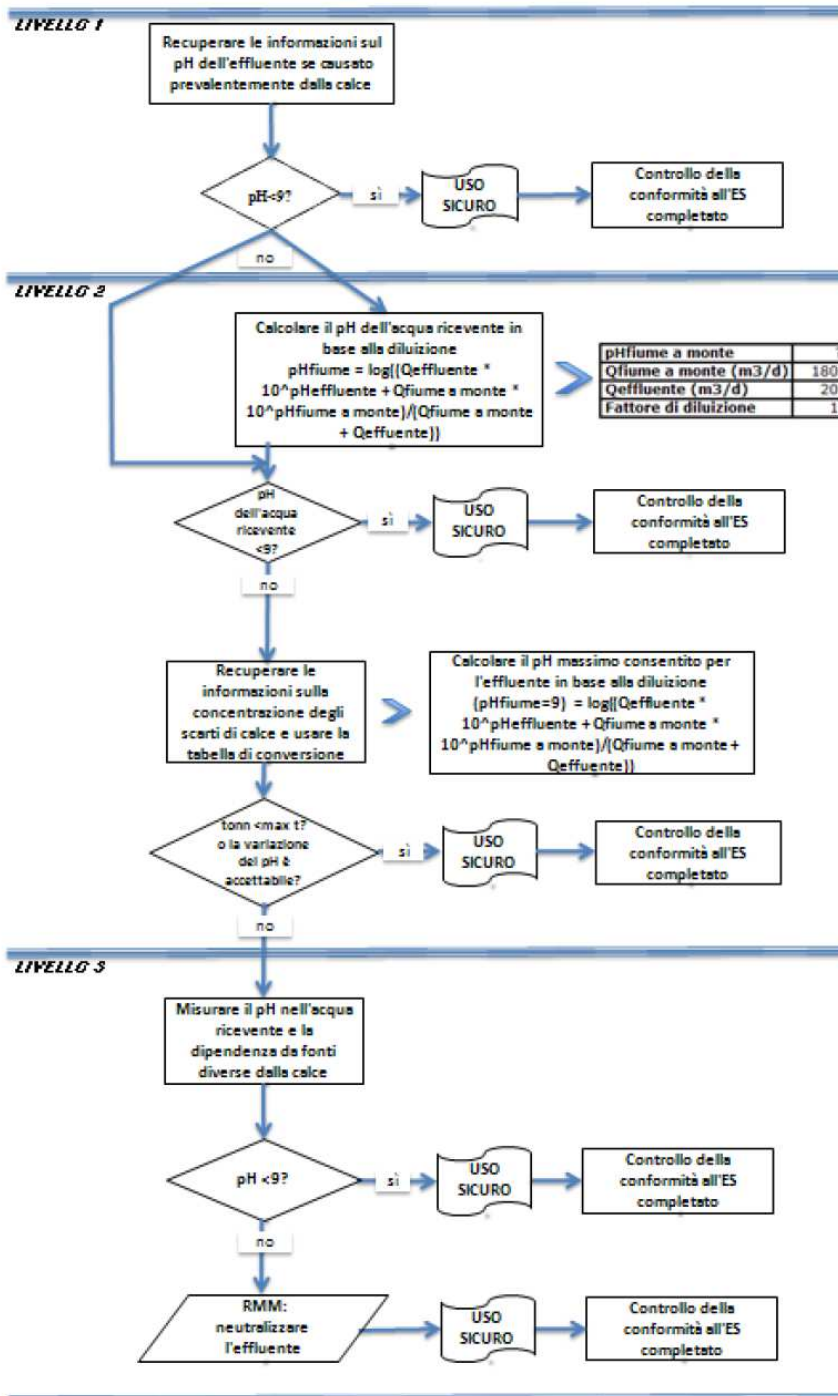 LIVELLO 1
Recuperare le informazioni sul
pH dell'effluente se causato
prevalentemente dalla calce
pH<9?
sì
USO
SICURO
Controllo della
conformità all'ES
completato
no
LIVELLO 2
Calcolare il pH dell'acqua ricevente in
base alla diluizione
pHfiume = log((Qeffluente *
10^pHeffluente + Qfiume a monte *
10^pHfiume a monte)/(Qfiume a monte
+ Qeffuente))
pHfiume a monte
Qfiume a monte (m3/d) 180
Qeffluente (m3/d) 20
Fattore di diluizione 1
pH
dell'acqua
ricevente
<9?
sì
USO
SICURO
Controllo della
conformità all'ES
completato
no
Recuperare le
informazioni sulla
concentrazione degli
scarti di calce e usare la
tabella di conversione
Calcolare il pH massimo consentito per
l'effluente in base alla diluizione
(pHfiume=9) = log((Qeffluente *
10^pHeffluente + Qfiume a monte *
10^pHfiume a monte)/(Qfiume a monte +
Qeffuente))
tonn <max t?
o la variazione
del pH è
accettabile?
sì
USO
SICURO
Controllo della
conformità all'ES
completato
no
LIVELLO 3
Misurare il pH nell'acqua
ricevente e la
dipendenza da fonti
diverse dalla calce
pH <9?
sì
USO
SICURO
Controllo della
conformità all'ES
completato
no
RMM:
neutralizzare
l'effluente
USO
SICURO
Controllo della
conformità all'ES
completato